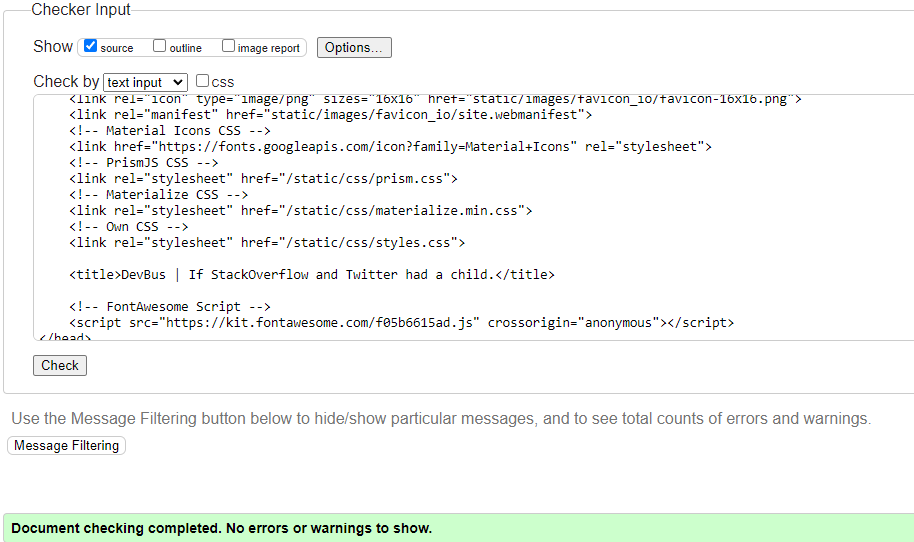 Checker Input
Show source outline image report Options...
Check by text input css
<link rel="icon" type="image/png" sizes="16x16" href="static/images/favicon_io/favicon-16x16.png">
<link rel="manifest" href="static/images/favicon_io/site.webmanifest">
<!-- Material Icons CSS -->
<link href="https://fonts.googleapis.com/icon?family=Material+Icons" rel="stylesheet">
<!-- PrismJS CSS -->
<link rel="stylesheet" href="/static/css/prism.css">
<!-- Materialize CSS -->
<link rel="stylesheet" href="/static/css/materialize.min.css">
<!-- Own CSS -->
<link rel="stylesheet" href="/static/css/styles.css">
<title>DevBus | If StackOverflow and Twitter had a child.</title>
<!-- FontAwesome Script -->
<script src="https://kit.fontawesome.com/f05b6615ad.js" crossorigin="anonymous"></script>
</head>
Check
Use the Message Filtering button below to hide/show particular messages, and to see total counts of errors and warnings.
Message Filtering
Document checking completed. No errors or warnings to show.